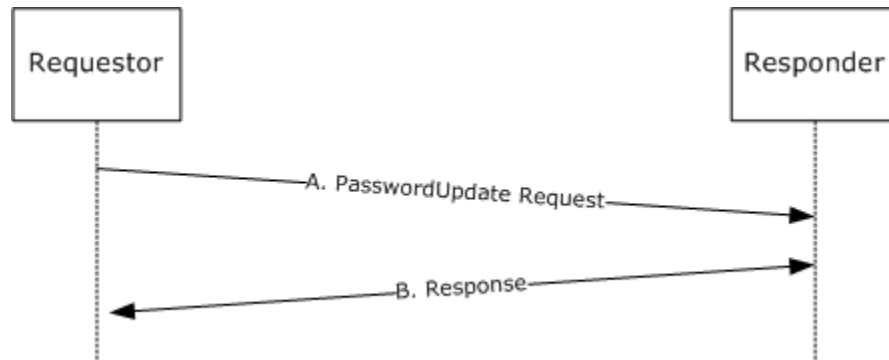 Requestor
Responder
A. PasswordUpdate Request
B. Response